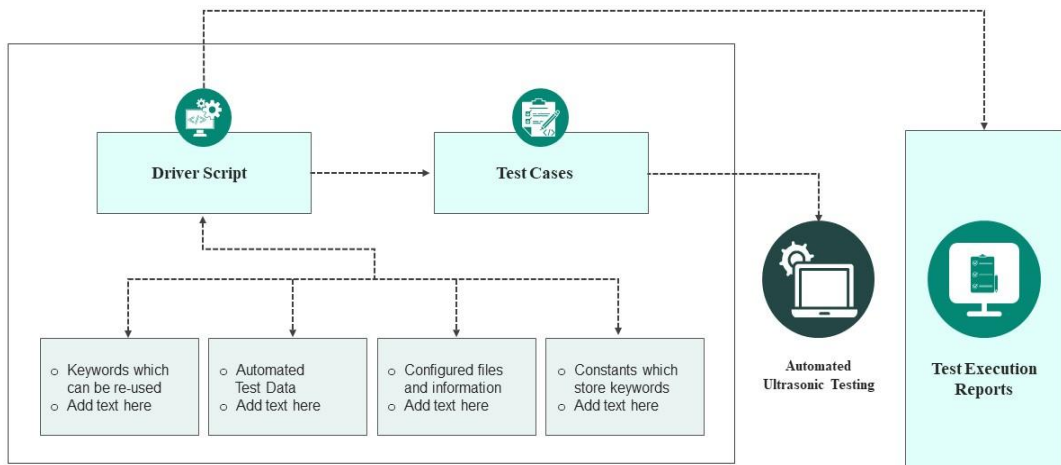 Driver Script
Test Cases
○ Keywords which
can be re-used
○ Add text here
○ Automated
Test Data
○ Add text here
○ Configured files
and information
○ Add text here
○ Constants which
store keywords
○ Add text here
Automated
Ultrasonic Testing
Test Execution
Reports